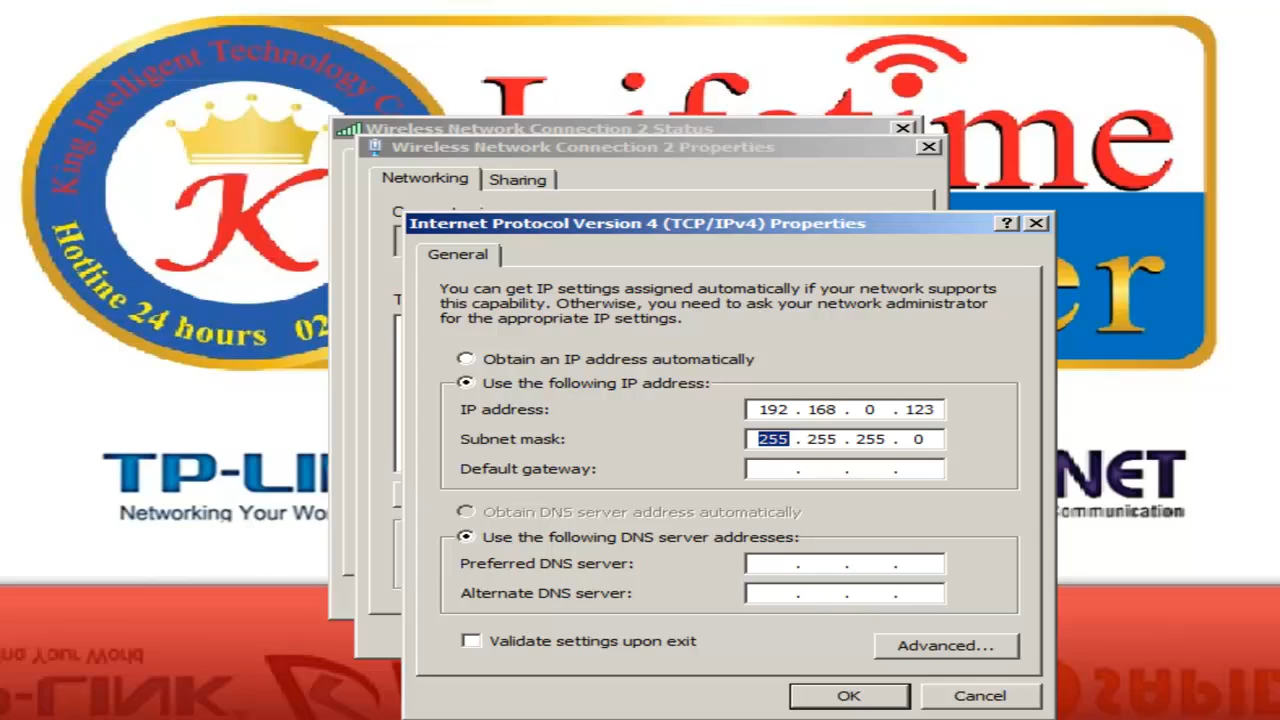 King Intelligent Technology C
Hotline 24 hours 02
K
Lifetime
er
TP-LINK
Networking Your Wo
NET
ommunication
Wireless Network Connection 2 Status
Wireless Network Connection 2 Properties
Networking
Sharing
Internet Protocol Version 4 (TCP/IPv4) Properties
General
You can get IP settings assigned automatically if your network supports
this capability. Otherwise, you need to ask your network administrator
for the appropriate IP settings.
Obtain an IP address automatically
Use the following IP address:
IP address: 192 . 168 . 0 . 123
Subnet mask: 255 . 255 . 255 . 0
Default gateway: . . .
Obtain DNS server address automatically
Use the following DNS server addresses:
Preferred DNS server: . . .
Alternate DNS server: . . .
Validate settings upon exit
Advanced...
OK
Cancel